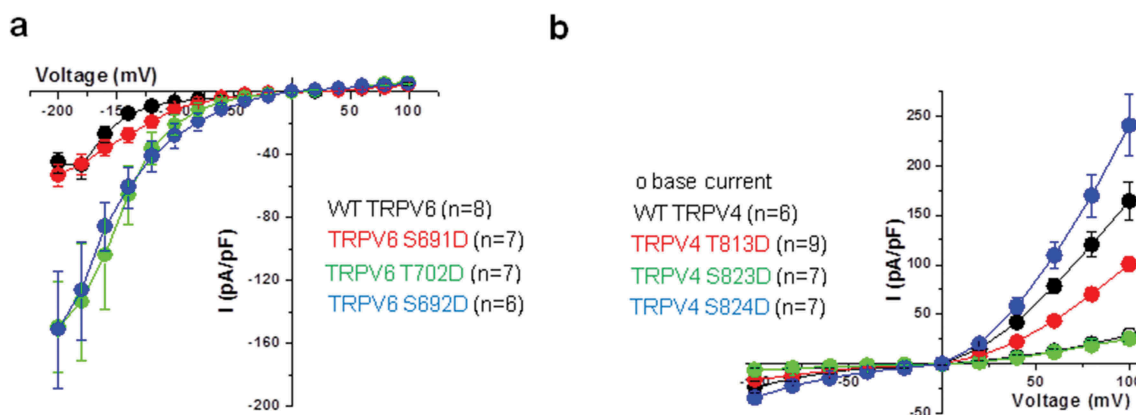 a
b
Voltage (mV)
-200
-150
-100
50
100
-40
-80
-120
-160
-200
I (pA/pF)
WT TRPV6 (n=8)
TRPV6 S691D (n=7)
TRPV6 T702D (n=7)
TRPV6 S692D (n=6)
o base current
WT TRPV4 (n=6)
TRPV4 T813D (n=9)
TRPV4 S823D (n=7)
TRPV4 S824D (n=7)
I (pA/pF)
250
200
150
100
50
-50
-50
50
100
Voltage (mV)